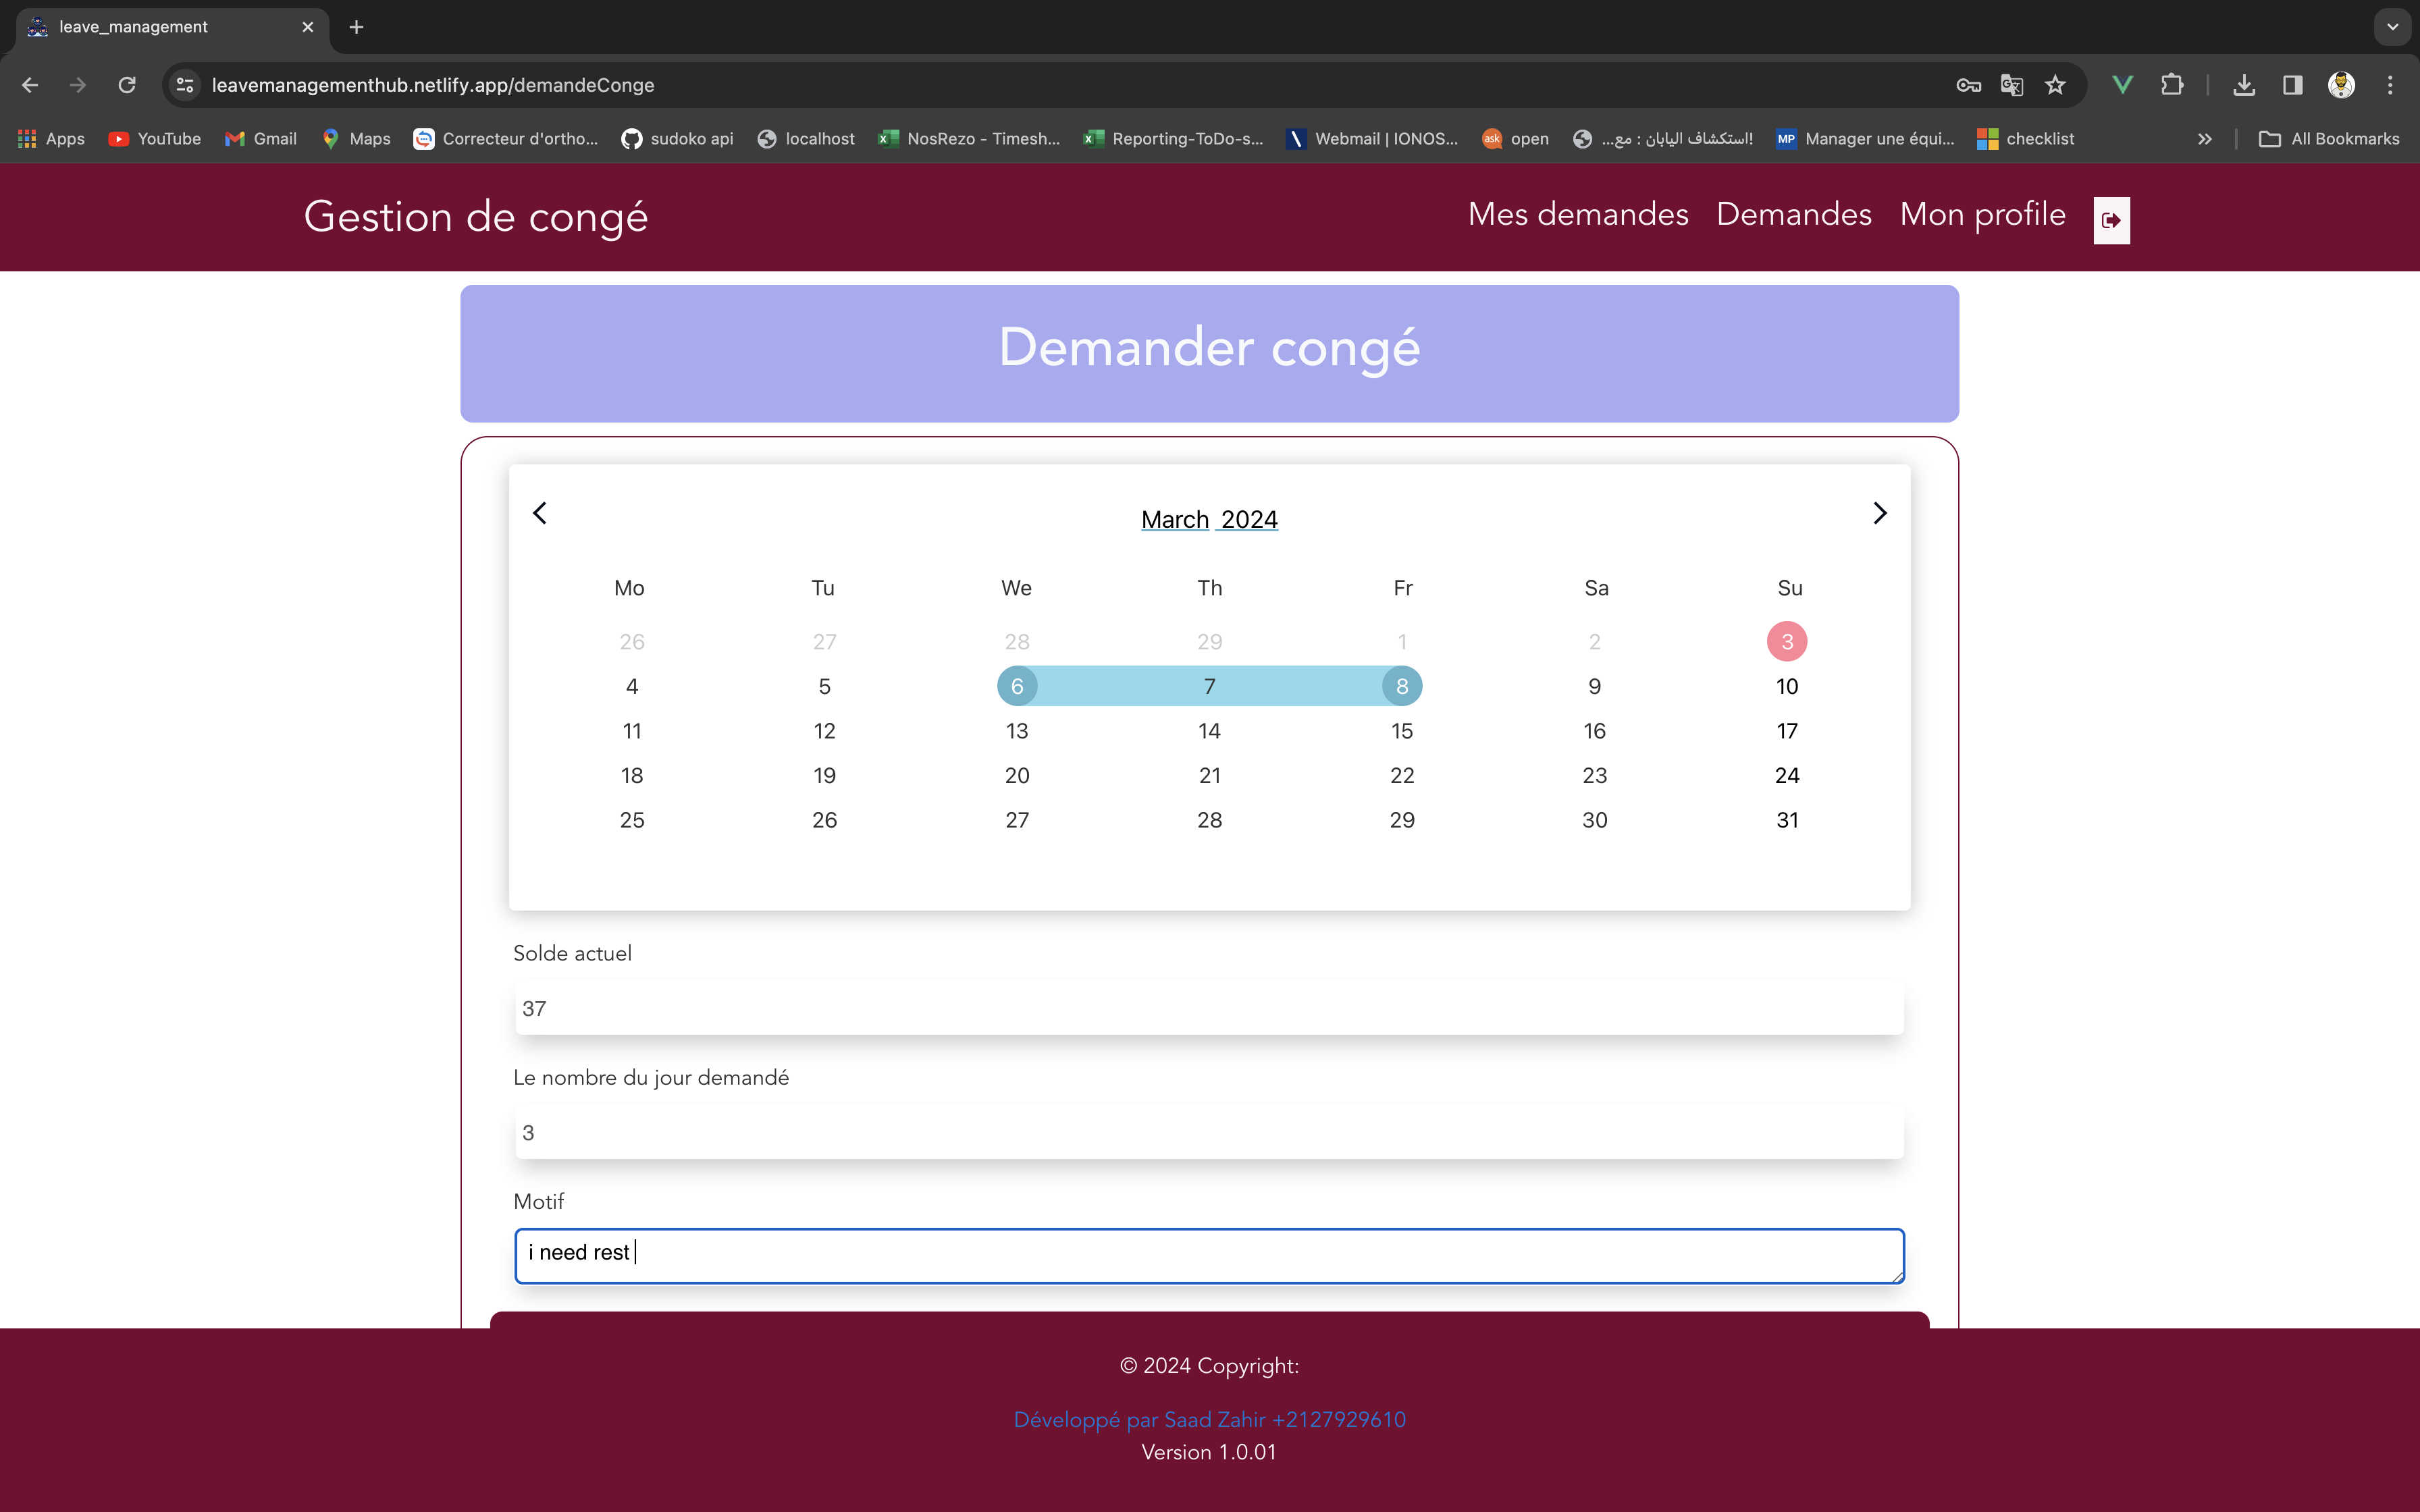 leave_management
leavemanagementhub.netlify.app/demandeConge
Apps YouTube Gmail Maps Correcteur d'ortho... sudoko api localhost NosRezo - Timesh... Reporting-ToDo-s... Webmail | IONOS... open استكشاف اليابان : مع...! Manager une équi... checklist » All Bookmarks
Gestion de congé Mes demandes Demandes Mon profile
Demander congé
March 2024
Mo Tu We Th Fr Sa Su
26 27 28 29 1 2 3
4 5 6 7 8 9 10
11 12 13 14 15 16 17
18 19 20 21 22 23 24
25 26 27 28 29 30 31
Solde actuel
37
Le nombre du jour demandé
3
Motif
i need rest
© 2024 Copyright:
Développé par Saad Zahir +2127929610
Version 1.0.01